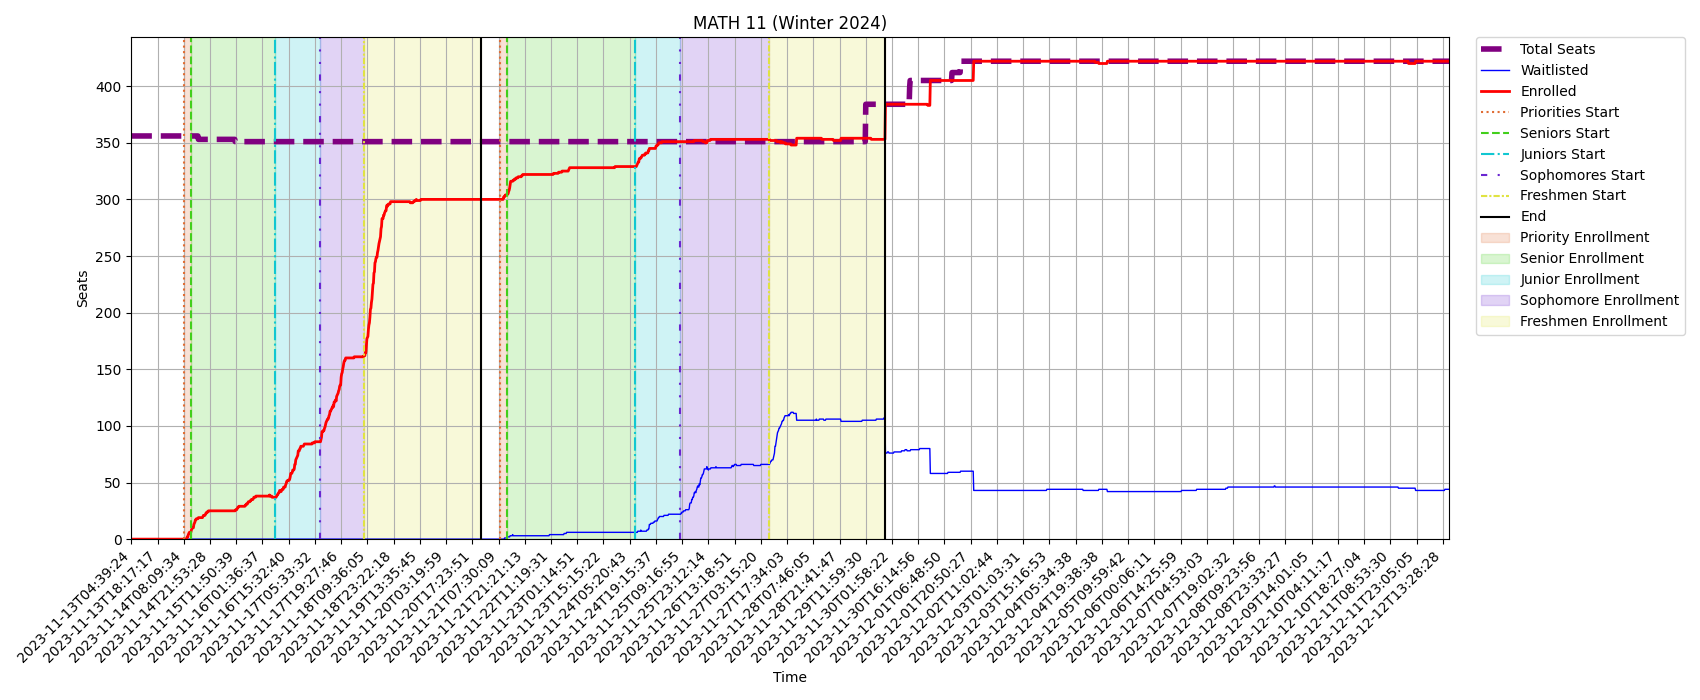 MATH 11 (Winter 2024)
Seats
400
350
300
250
200
150
100
50
0
2023-11-13T04:39:24
2023-11-13T18:17:17
2023-11-14T08:09:34
2023-11-14T21:53:28
2023-11-15T11:50:39
2023-11-16T01:36:37
2023-11-16T15:32:40
2023-11-17T05:33:32
2023-11-17T19:27:46
2023-11-18T09:36:05
2023-11-18T23:22:18
2023-11-19T13:35:45
2023-11-20T03:19:59
2023-11-20T17:23:51
2023-11-21T07:30:09
2023-11-21T21:21:13
2023-11-22T11:19:31
2023-11-23T01:14:51
2023-11-23T15:15:22
2023-11-24T05:20:43
2023-11-24T19:15:37
2023-11-25T09:16:55
2023-11-25T23:12:14
2023-11-26T13:18:51
2023-11-27T03:15:20
2023-11-27T17:34:03
2023-11-28T07:46:05
2023-11-28T21:41:47
2023-11-29T11:59:30
2023-11-30T01:58:22
2023-11-30T16:14:56
2023-12-01T06:48:50
2023-12-01T20:50:27
2023-12-02T11:02:44
2023-12-03T01:03:31
2023-12-03T15:16:53
2023-12-04T05:34:38
2023-12-04T19:38:38
2023-12-05T09:59:42
2023-12-06T00:06:11
2023-12-06T14:25:59
2023-12-07T04:53:03
2023-12-07T19:02:32
2023-12-08T09:23:56
2023-12-08T23:33:27
2023-12-09T14:01:05
2023-12-10T04:11:17
2023-12-10T18:27:04
2023-12-11T08:53:30
2023-12-11T23:05:05
2023-12-12T13:28:28
Time
Total Seats
Waitlisted
Enrolled
Priorities Start
Seniors Start
Juniors Start
Sophomores Start
Freshmen Start
End
Priority Enrollment
Senior Enrollment
Junior Enrollment
Sophomore Enrollment
Freshmen Enrollment